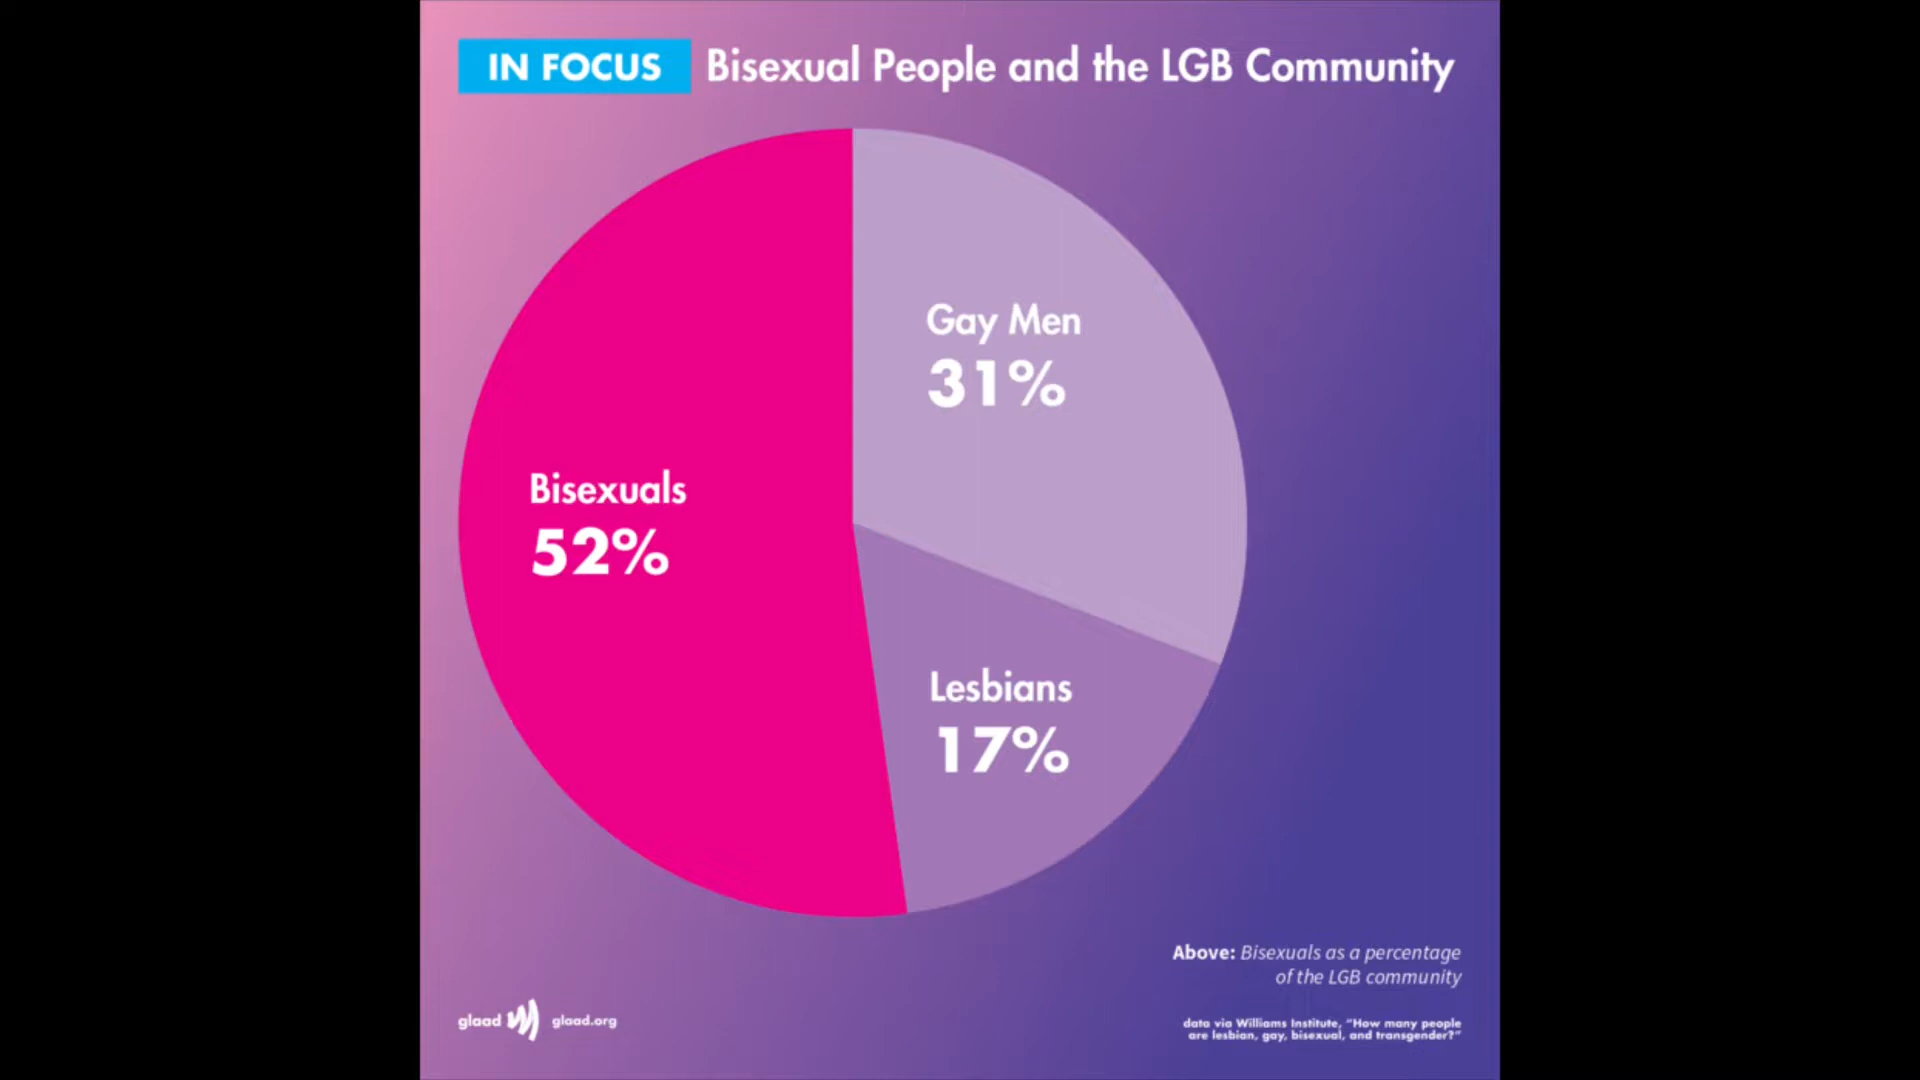 IN FOCUS Bisexual People and the LGB Community
Gay Men
31%
Bisexuals
52%
Lesbians
17%
Above: Bisexuals as a percentage
of the LGB community
glaad glaad.org
data via Williams Institute, "How many people
are lesbian, gay, bisexual, and transgender?"